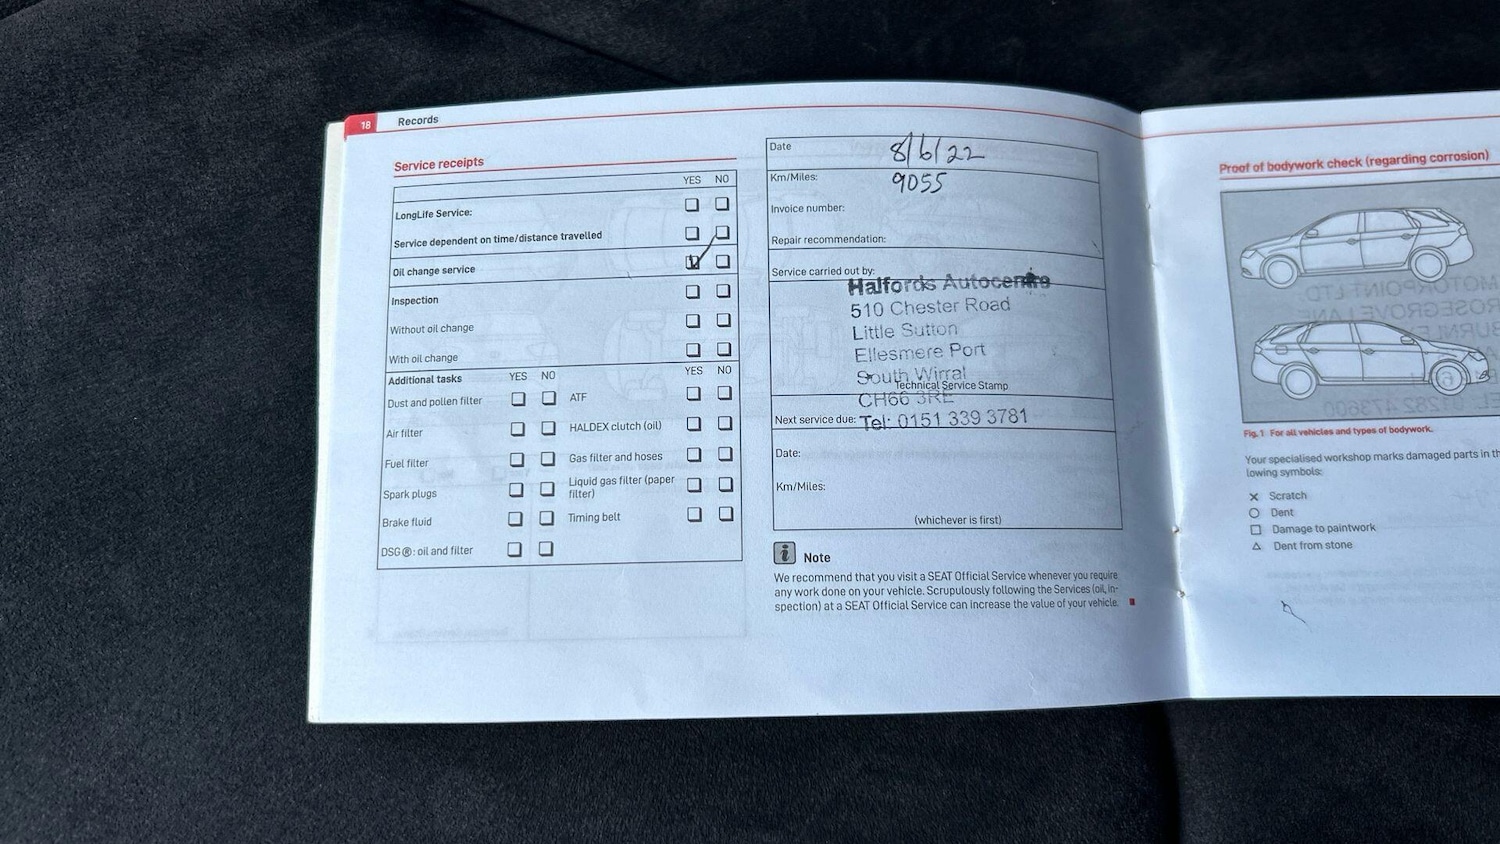 18 Records
Service receipts
YES NO
LongLife Service:
Service dependent on time/distance travelled
Oil change service
Inspection
Without oil change
With oil change
Additional tasks YES NO YES NO
Dust and pollen filter ATF
Air filter HALDEX clutch (oil)
Fuel filter Gas filter and hoses
Spark plugs Liquid gas filter (paper
filter)
Brake fluid Timing belt
DSG®: oil and filter
Date 8/6/22
Km/Miles: 9055
Invoice number:
Repair recommendation:
Service carried out by:
Halfords Autocentre
510 Chester Road
Little Sutton
Ellesmere Port
South Wirral
Technical Service Stamp
CH66 3RE
Next service due: Tel: 0151 339 3781
Date:
Km/Miles:
(whichever is first)
i Note
We recommend that you visit a SEAT Official Service whenever you require
any work done on your vehicle. Scrupulously following the Services (oil, in-
spection) at a SEAT Official Service can increase the value of your vehicle.
Proof of bodywork check (regarding corrosion)
Fig. 1 For all vehicles and types of bodywork.
Your specialised workshop marks damaged parts in th
lowing symbols:
Scratch
Dent
Damage to paintwork
Dent from stone